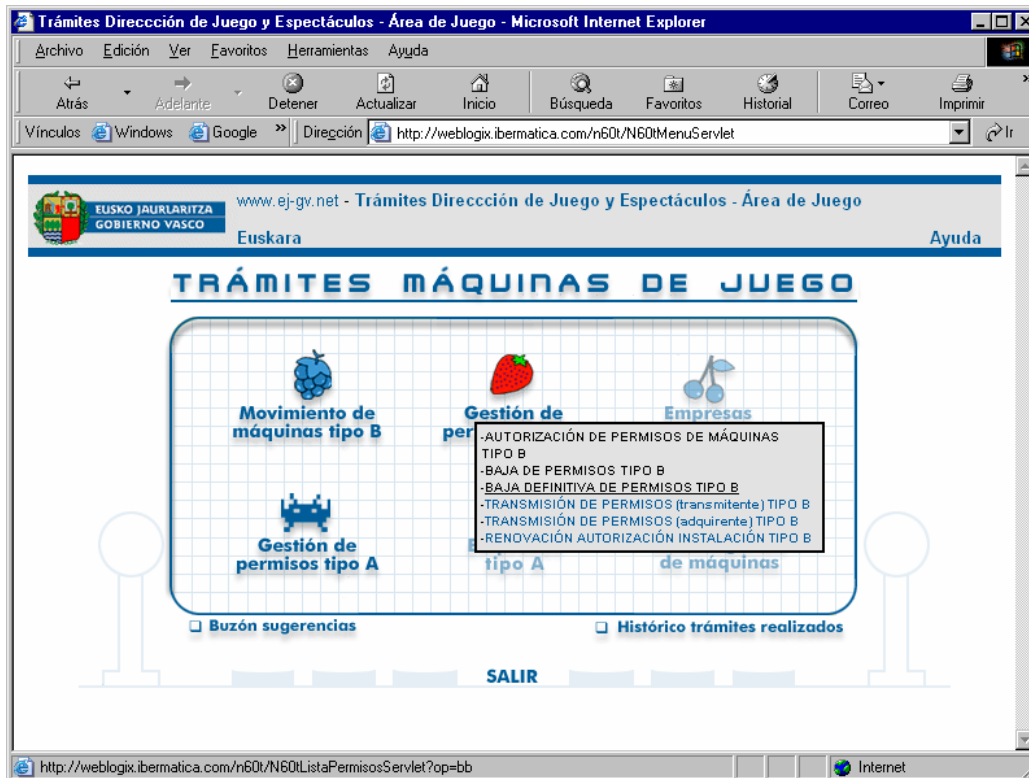 Trámites Direccción de Juego y Espectáculos - Área de Juego - Microsoft Internet Explorer
Archivo Edición Ver Favoritos Herramientas Ayuda
Atrás Adelante Detener Actualizar Inicio Búsqueda Favoritos Historial Correo Imprimir »
Vínculos Windows Google » Dirección http://weblogix.ibermatica.com/n60t/N60tMenuServlet Ir
www.ej-gv.net - Trámites Direccción de Juego y Espectáculos - Área de Juego
EUSKO JAURLARITZA
GOBIERNO VASCO
Euskara Ayuda
TRÁMITES MÁQUINAS DE JUEGO
Movimiento de
máquinas tipo B
Gestión de
per
Empresas
-AUTORIZACIÓN DE PERMISOS DE MÁQUINAS
TIPO B
-BAJA DE PERMISOS TIPO B
-BAJA DEFINITIVA DE PERMISOS TIPO B
-TRANSMISIÓN DE PERMISOS (transmitente) TIPO B
-TRANSMISIÓN DE PERMISOS (adquirente) TIPO B
-RENOVACIÓN AUTORIZACIÓN INSTALACIÓN TIPO B
Gestión de
permisos tipo A
tipo A
de máquinas
Buzón sugerencias
Histórico trámites realizados
SALIR
http://weblogix.ibermatica.com/n60t/N60tListaPermisosServlet?op=bb Internet